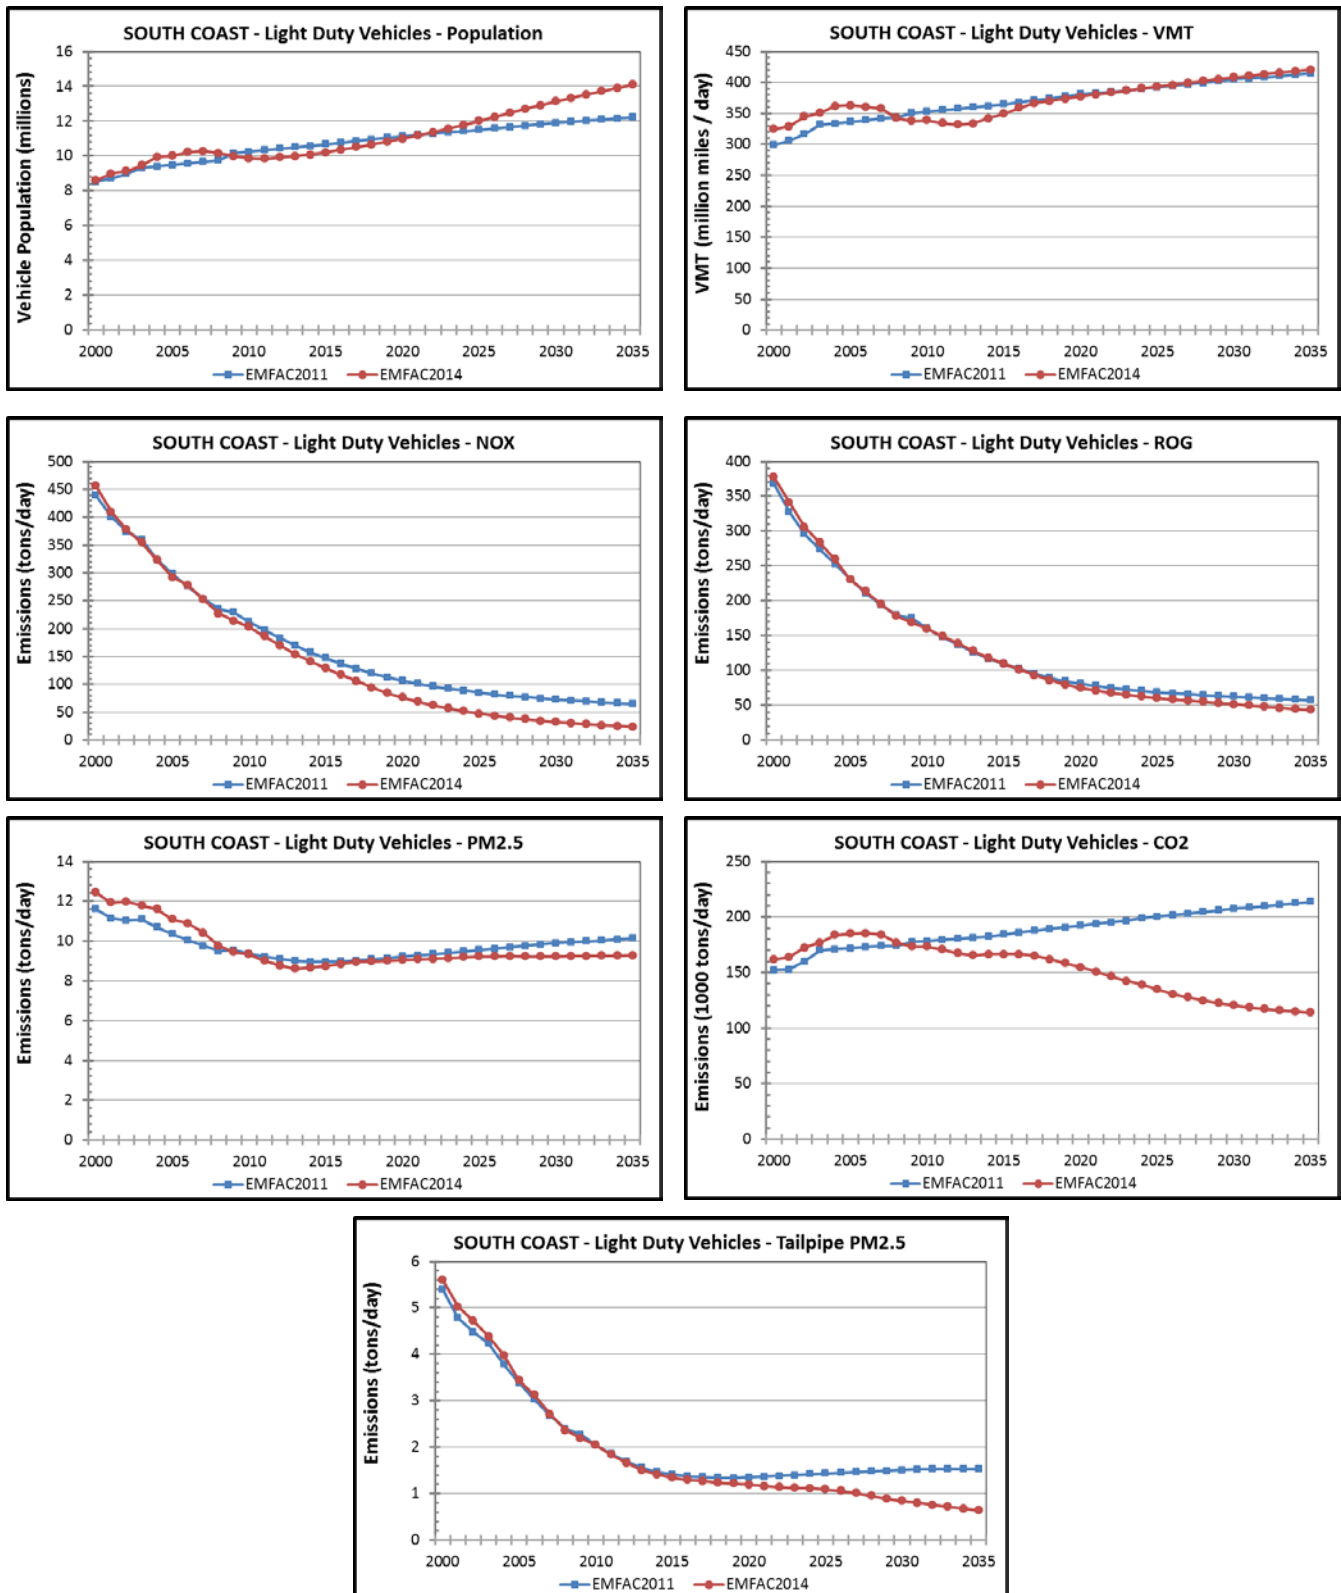 SOUTH COAST - Light Duty Vehicles - Population
Vehicle Population (millions)
16
14
12
10
8
6
4
2
0
2000 2005 2010 2015 2020 2025 2030 2035
EMFAC2011 EMFAC2014
SOUTH COAST - Light Duty Vehicles - VMT
VMT (million miles / day)
450
400
350
300
250
200
150
100
50
0
2000 2005 2010 2015 2020 2025 2030 2035
EMFAC2011 EMFAC2014
SOUTH COAST - Light Duty Vehicles - NOX
Emissions (tons/day)
500
450
400
350
300
250
200
150
100
50
0
2000 2005 2010 2015 2020 2025 2030 2035
EMFAC2011 EMFAC2014
SOUTH COAST - Light Duty Vehicles - ROG
Emissions (tons/day)
400
350
300
250
200
150
100
50
0
2000 2005 2010 2015 2020 2025 2030 2035
EMFAC2011 EMFAC2014
SOUTH COAST - Light Duty Vehicles - PM2.5
Emissions (tons/day)
14
12
10
8
6
4
2
0
2000 2005 2010 2015 2020 2025 2030 2035
EMFAC2011 EMFAC2014
SOUTH COAST - Light Duty Vehicles - CO2
Emissions (1000 tons/day)
250
200
150
100
50
0
2000 2005 2010 2015 2020 2025 2030 2035
EMFAC2011 EMFAC2014
SOUTH COAST - Light Duty Vehicles - Tailpipe PM2.5
Emissions (tons/day)
6
5
4
3
2
1
0
2000 2005 2010 2015 2020 2025 2030 2035
EMFAC2011 EMFAC2014